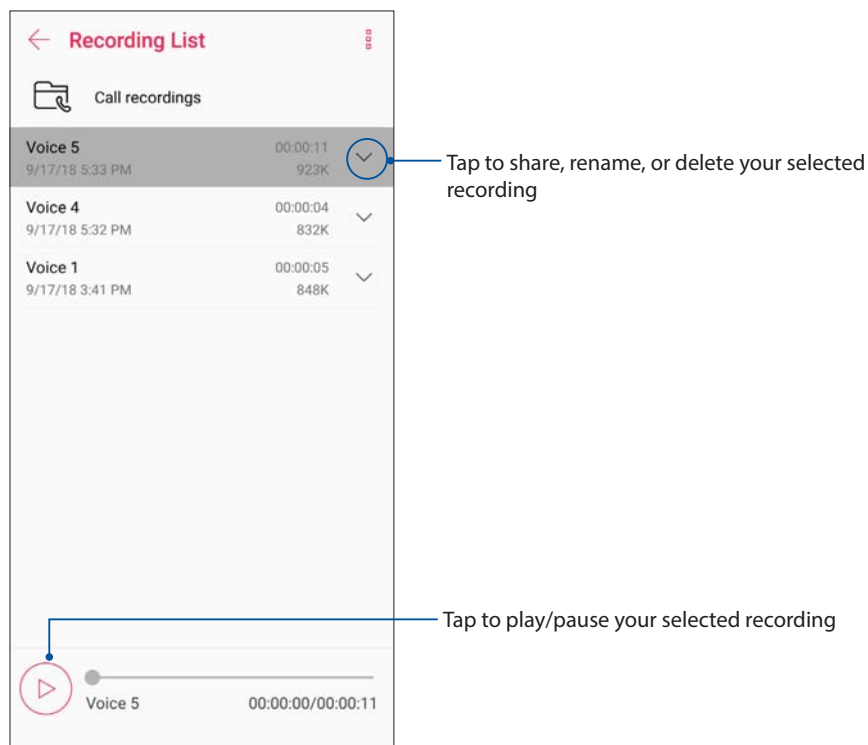 Recording List
Call recordings
Voice 5 00:00:11
9/17/18 5:33 PM 923K
Tap to share, rename, or delete your selected
recording
Voice 4 00:00:04
9/17/18 5:32 PM 832K
Voice 1 00:00:05
9/17/18 3:41 PM 848K
Tap to play/pause your selected recording
Voice 5 00:00:00/00:00:11